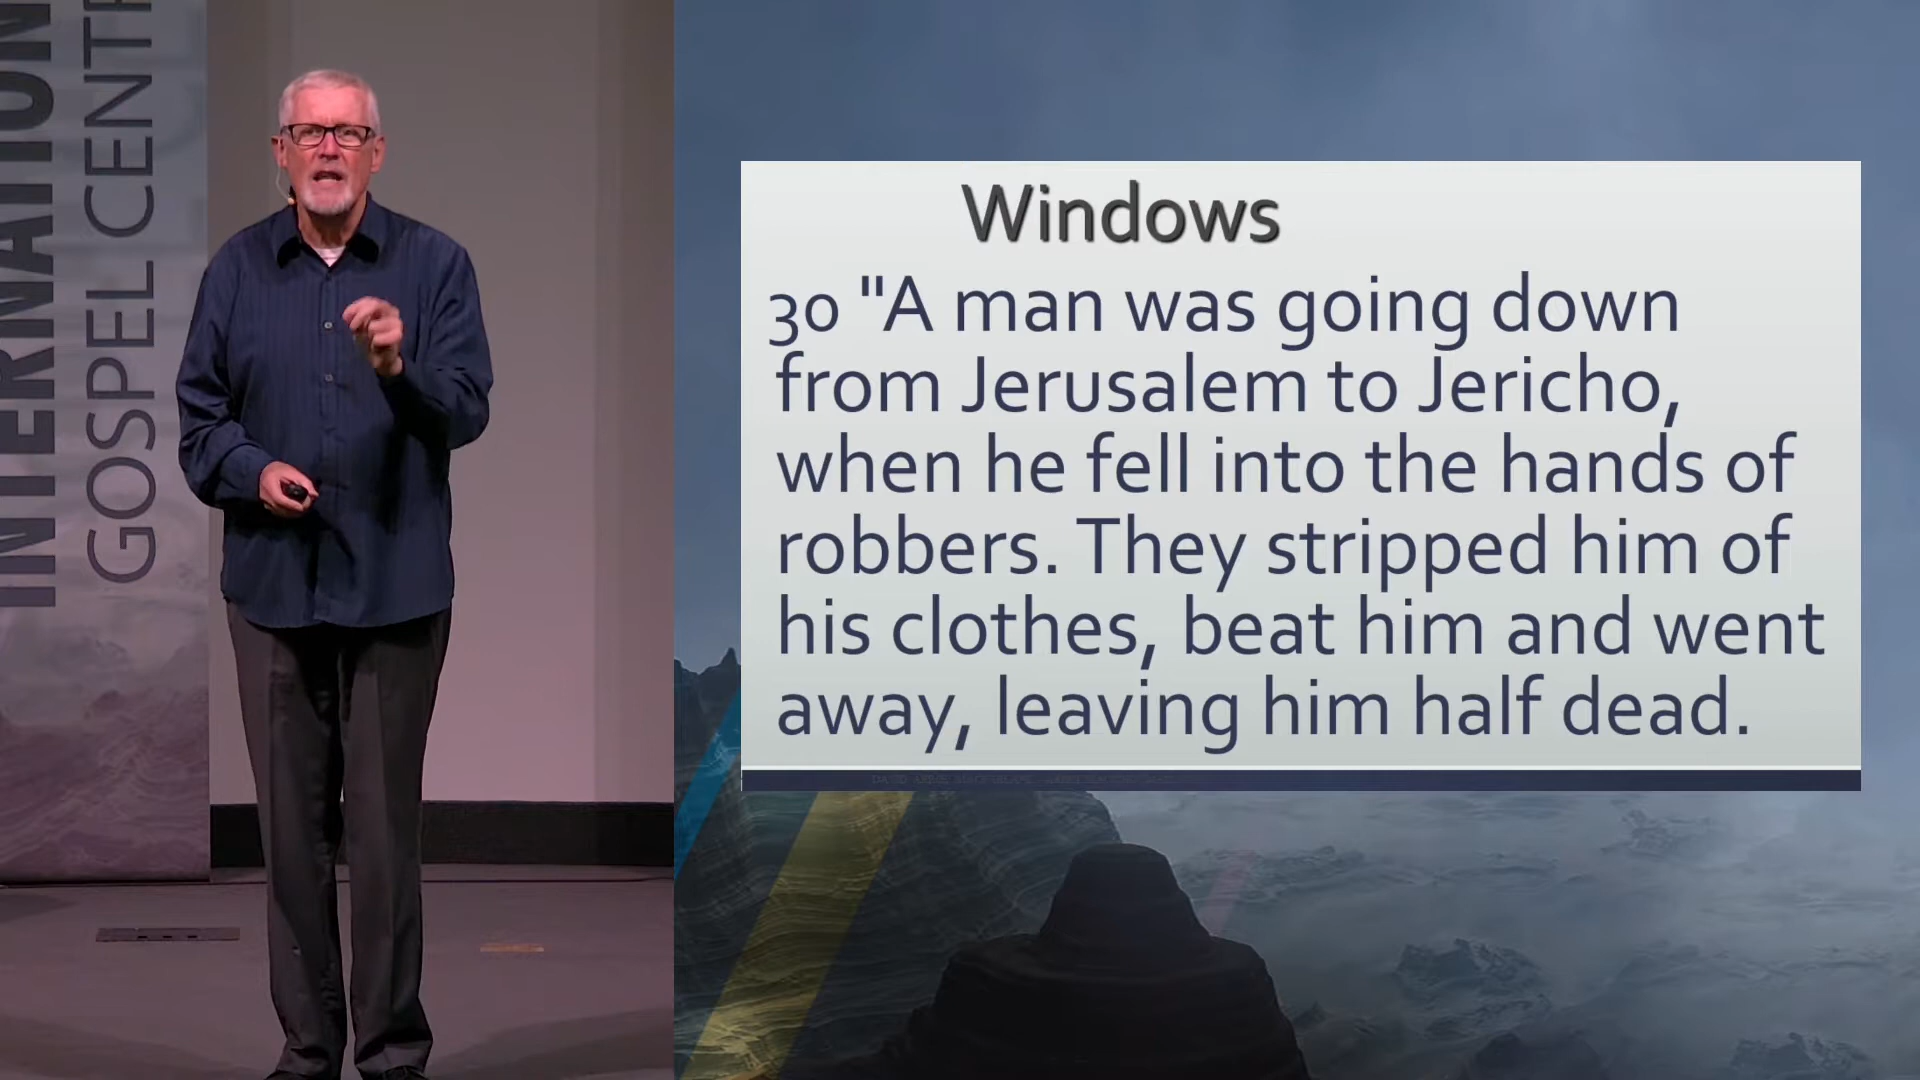 INTERNATION
GOSPEL CENTR
Windows
30 "A man was going down
from Jerusalem to Jericho,
when he fell into the hands of
robbers. They stripped him of
his clothes, beat him and went
away, leaving him half dead.